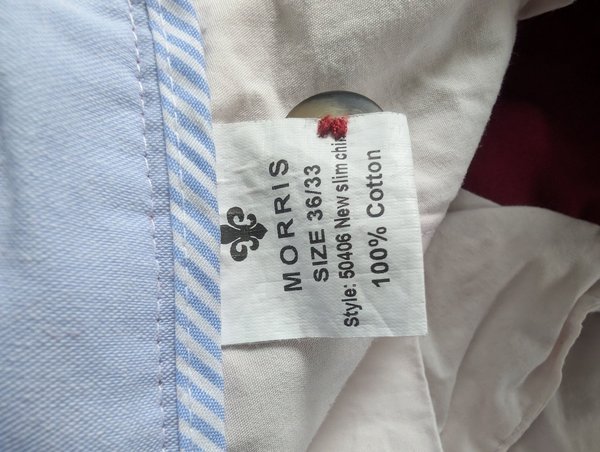 MORRIS
SIZE 36/33
Style: 50406 New slim chi
100% Cotton